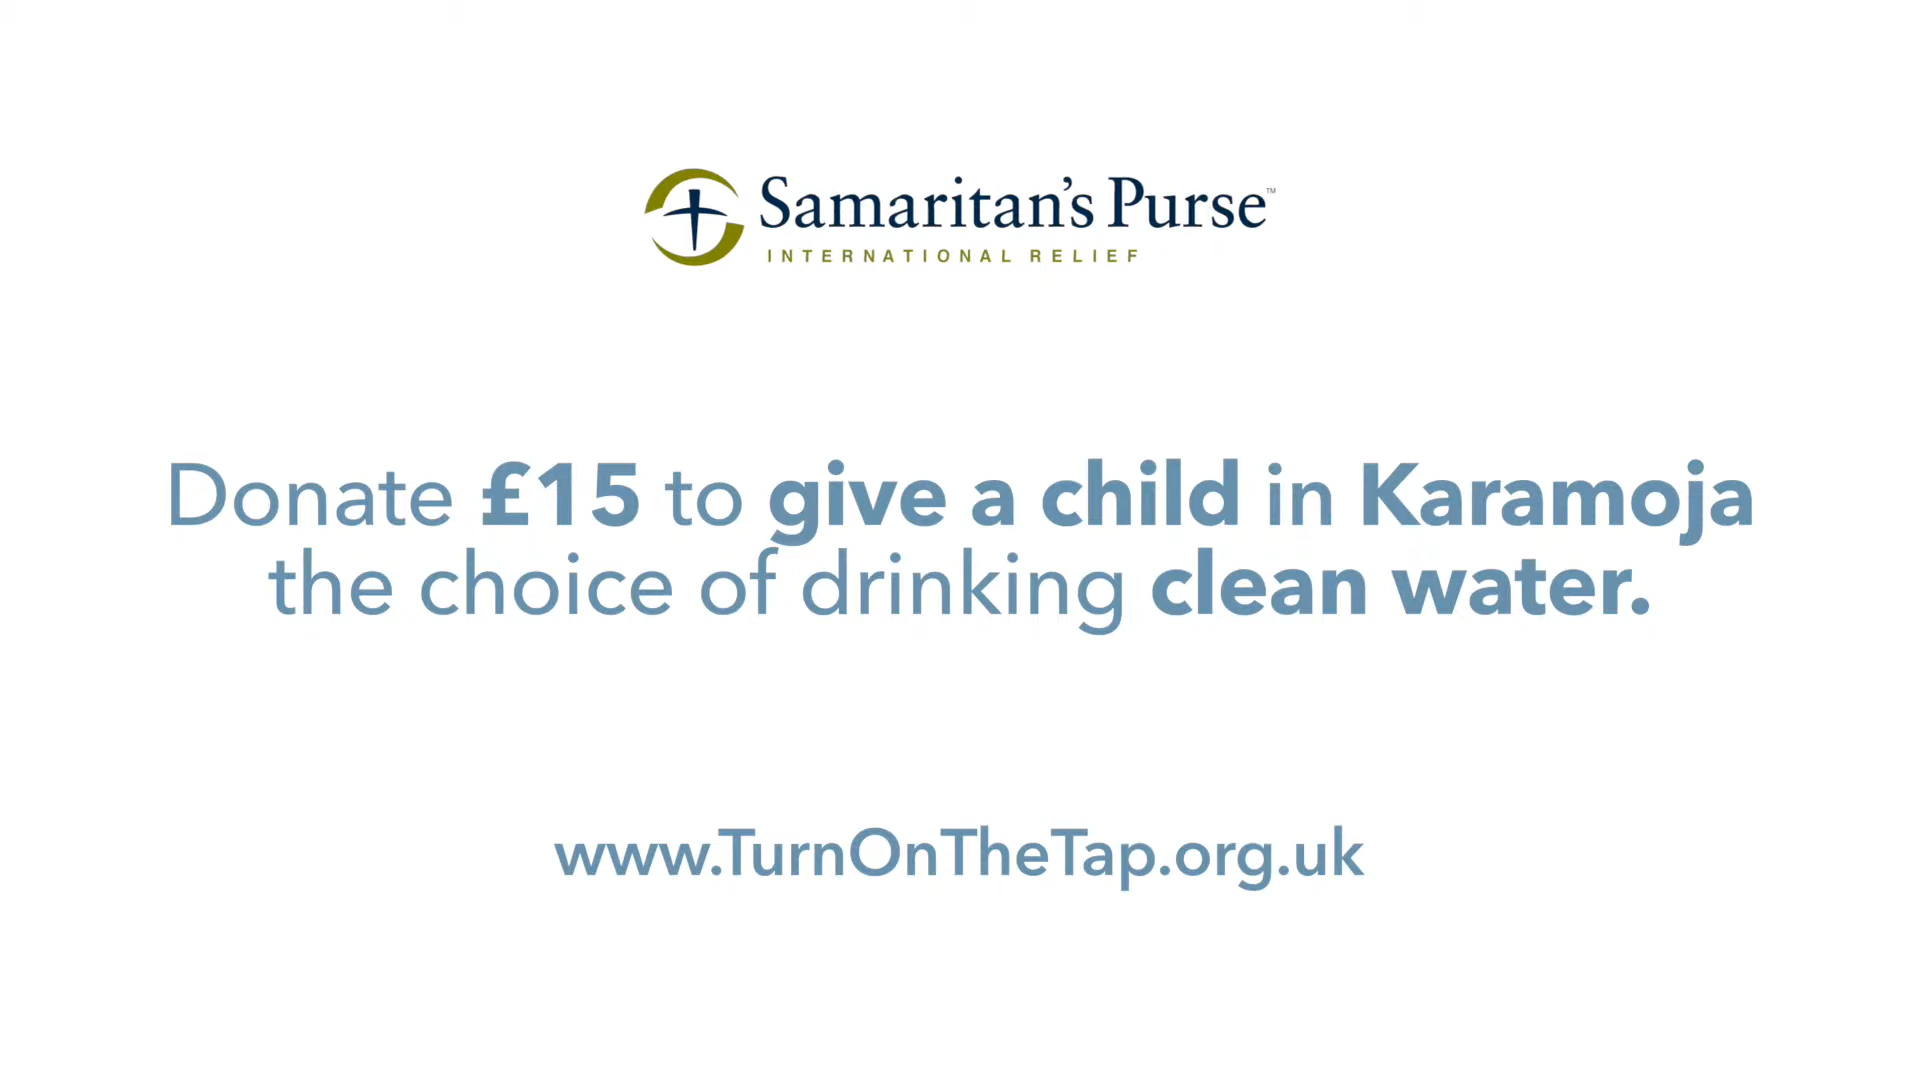 Samaritan's Purse™
INTERNATIONAL RELIEF
Donate £15 to give a child in Karamoja
the choice of drinking clean water.
www.TurnOnTheTap.org.uk